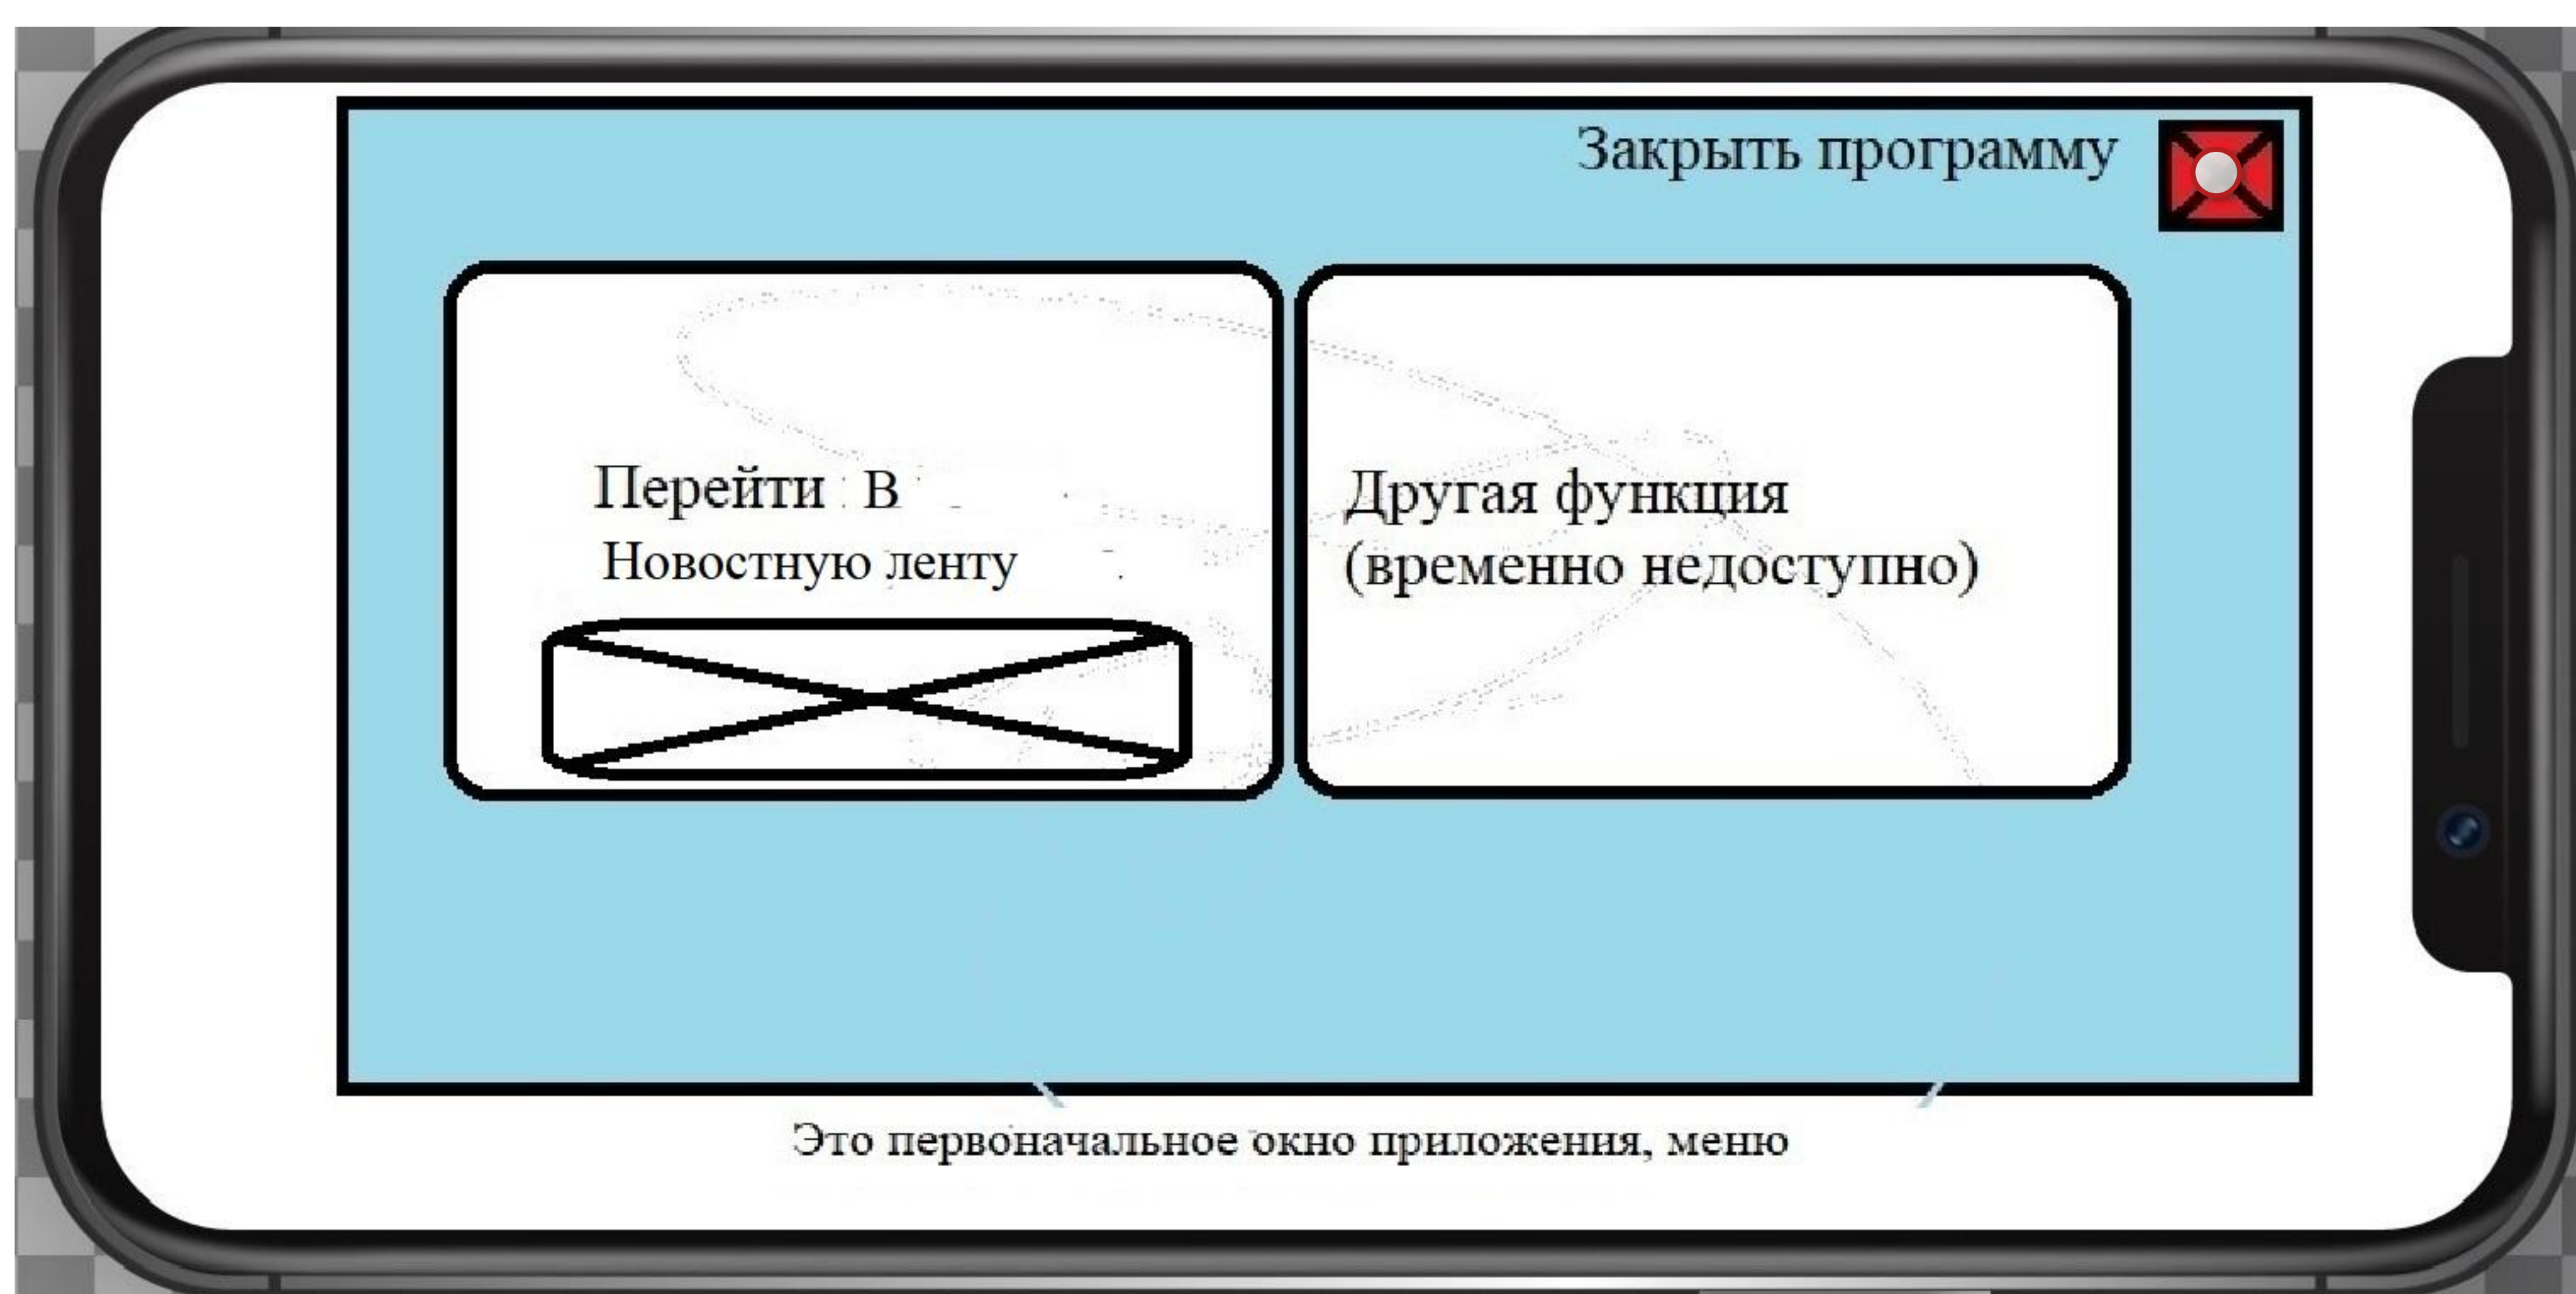 Закрыть программу
Перейти В
Новостную ленту
Другая функция
(временно недоступно)
Это первоначальное окно приложения, меню